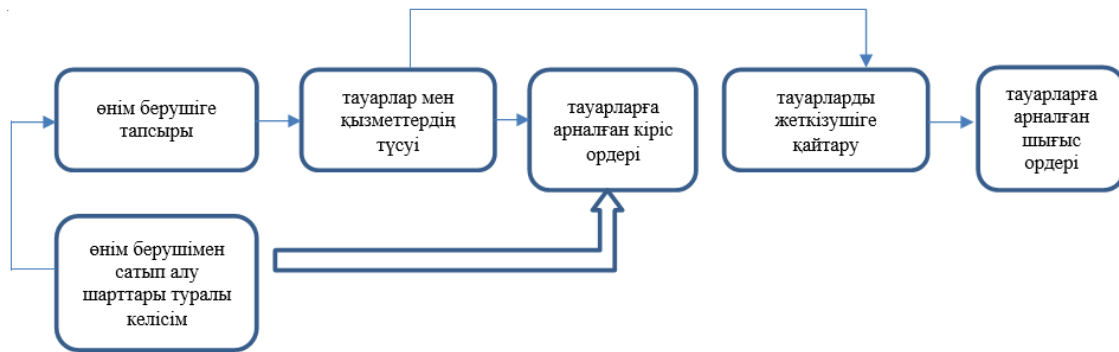 өнім берушіге
тапсыры
тауарлар мен
қызметтердің
түсуі
тауарларға
арналған кіріс
ордері
тауарларды
жеткізушіге
қайтару
тауарларға
арналған
шығыс
ордері
өнім берушімен
сатып алу
шарттары туралы
келісім